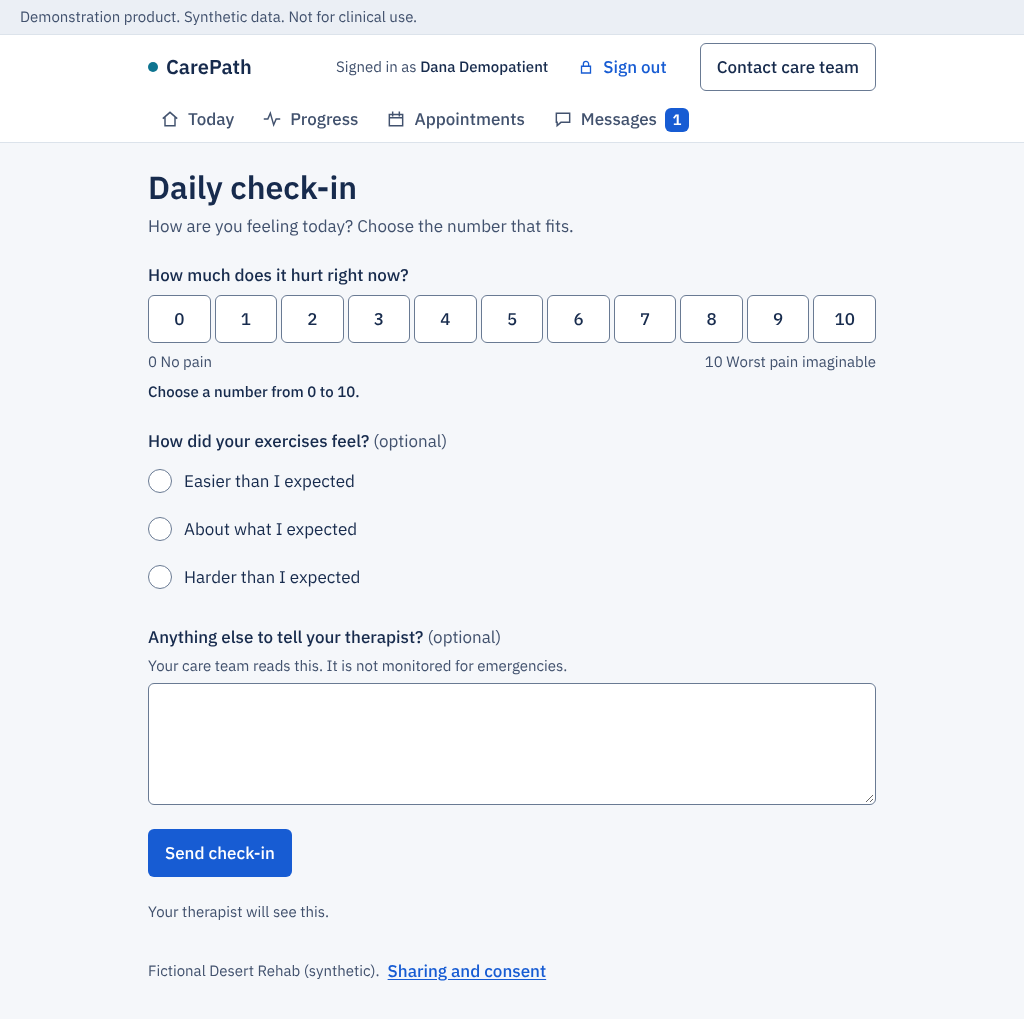 Demonstration product. Synthetic data. Not for clinical use.
CarePath
Signed in as Dana Demopatient
Sign out
Contact care team
Today
Progress
Appointments
Messages 1
Daily check-in
How are you feeling today? Choose the number that fits.
How much does it hurt right now?
0 1 2 3 4 5 6 7 8 9 10
0 No pain
10 Worst pain imaginable
Choose a number from 0 to 10.
How did your exercises feel? (optional)
Easier than I expected
About what I expected
Harder than I expected
Anything else to tell your therapist? (optional)
Your care team reads this. It is not monitored for emergencies.
Send check-in
Your therapist will see this.
Fictional Desert Rehab (synthetic). Sharing and consent